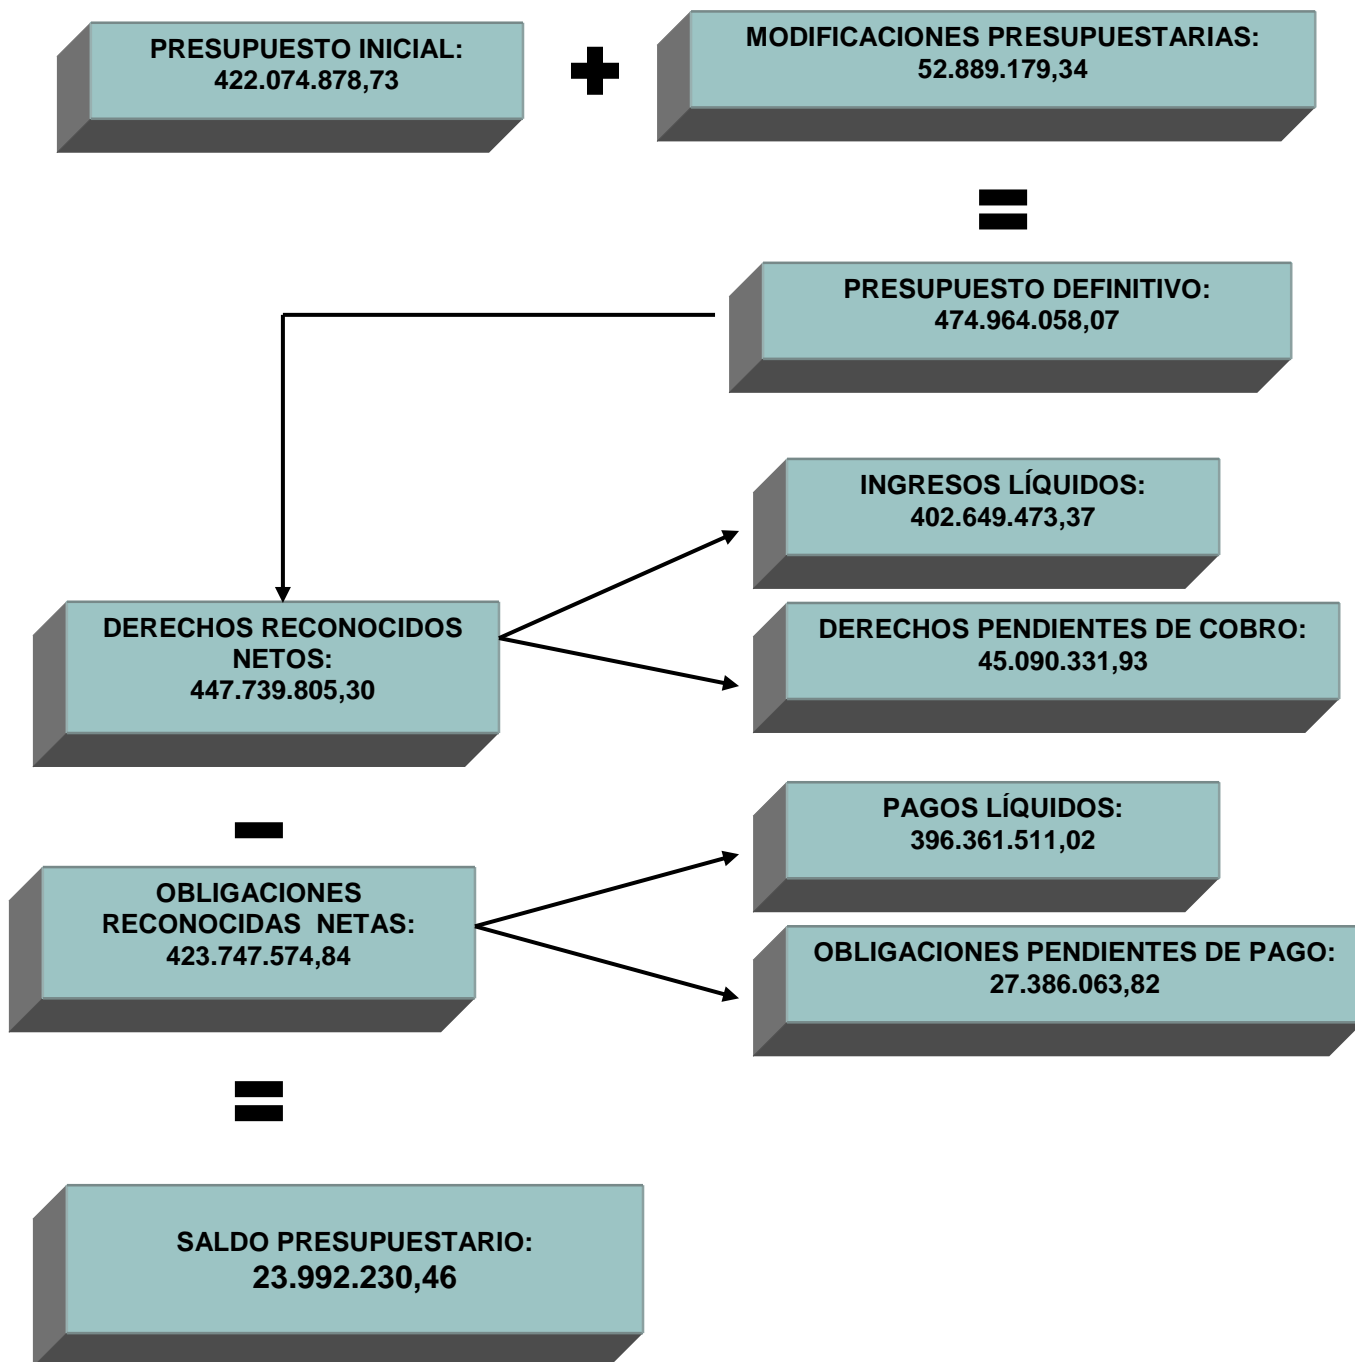 PRESUPUESTO INICIAL:
422.074.878,73
+
MODIFICACIONES PRESUPUESTARIAS:
52.889.179,34
=
PRESUPUESTO DEFINITIVO:
474.964.058,07
INGRESOS LÍQUIDOS:
402.649.473,37
DERECHOS RECONOCIDOS
NETOS:
447.739.805,30
DERECHOS PENDIENTES DE COBRO:
45.090.331,93
-
PAGOS LÍQUIDOS:
396.361.511,02
OBLIGACIONES
RECONOCIDAS  NETAS:
423.747.574,84
OBLIGACIONES PENDIENTES DE PAGO:
27.386.063,82
=
SALDO PRESUPUESTARIO:
23.992.230,46